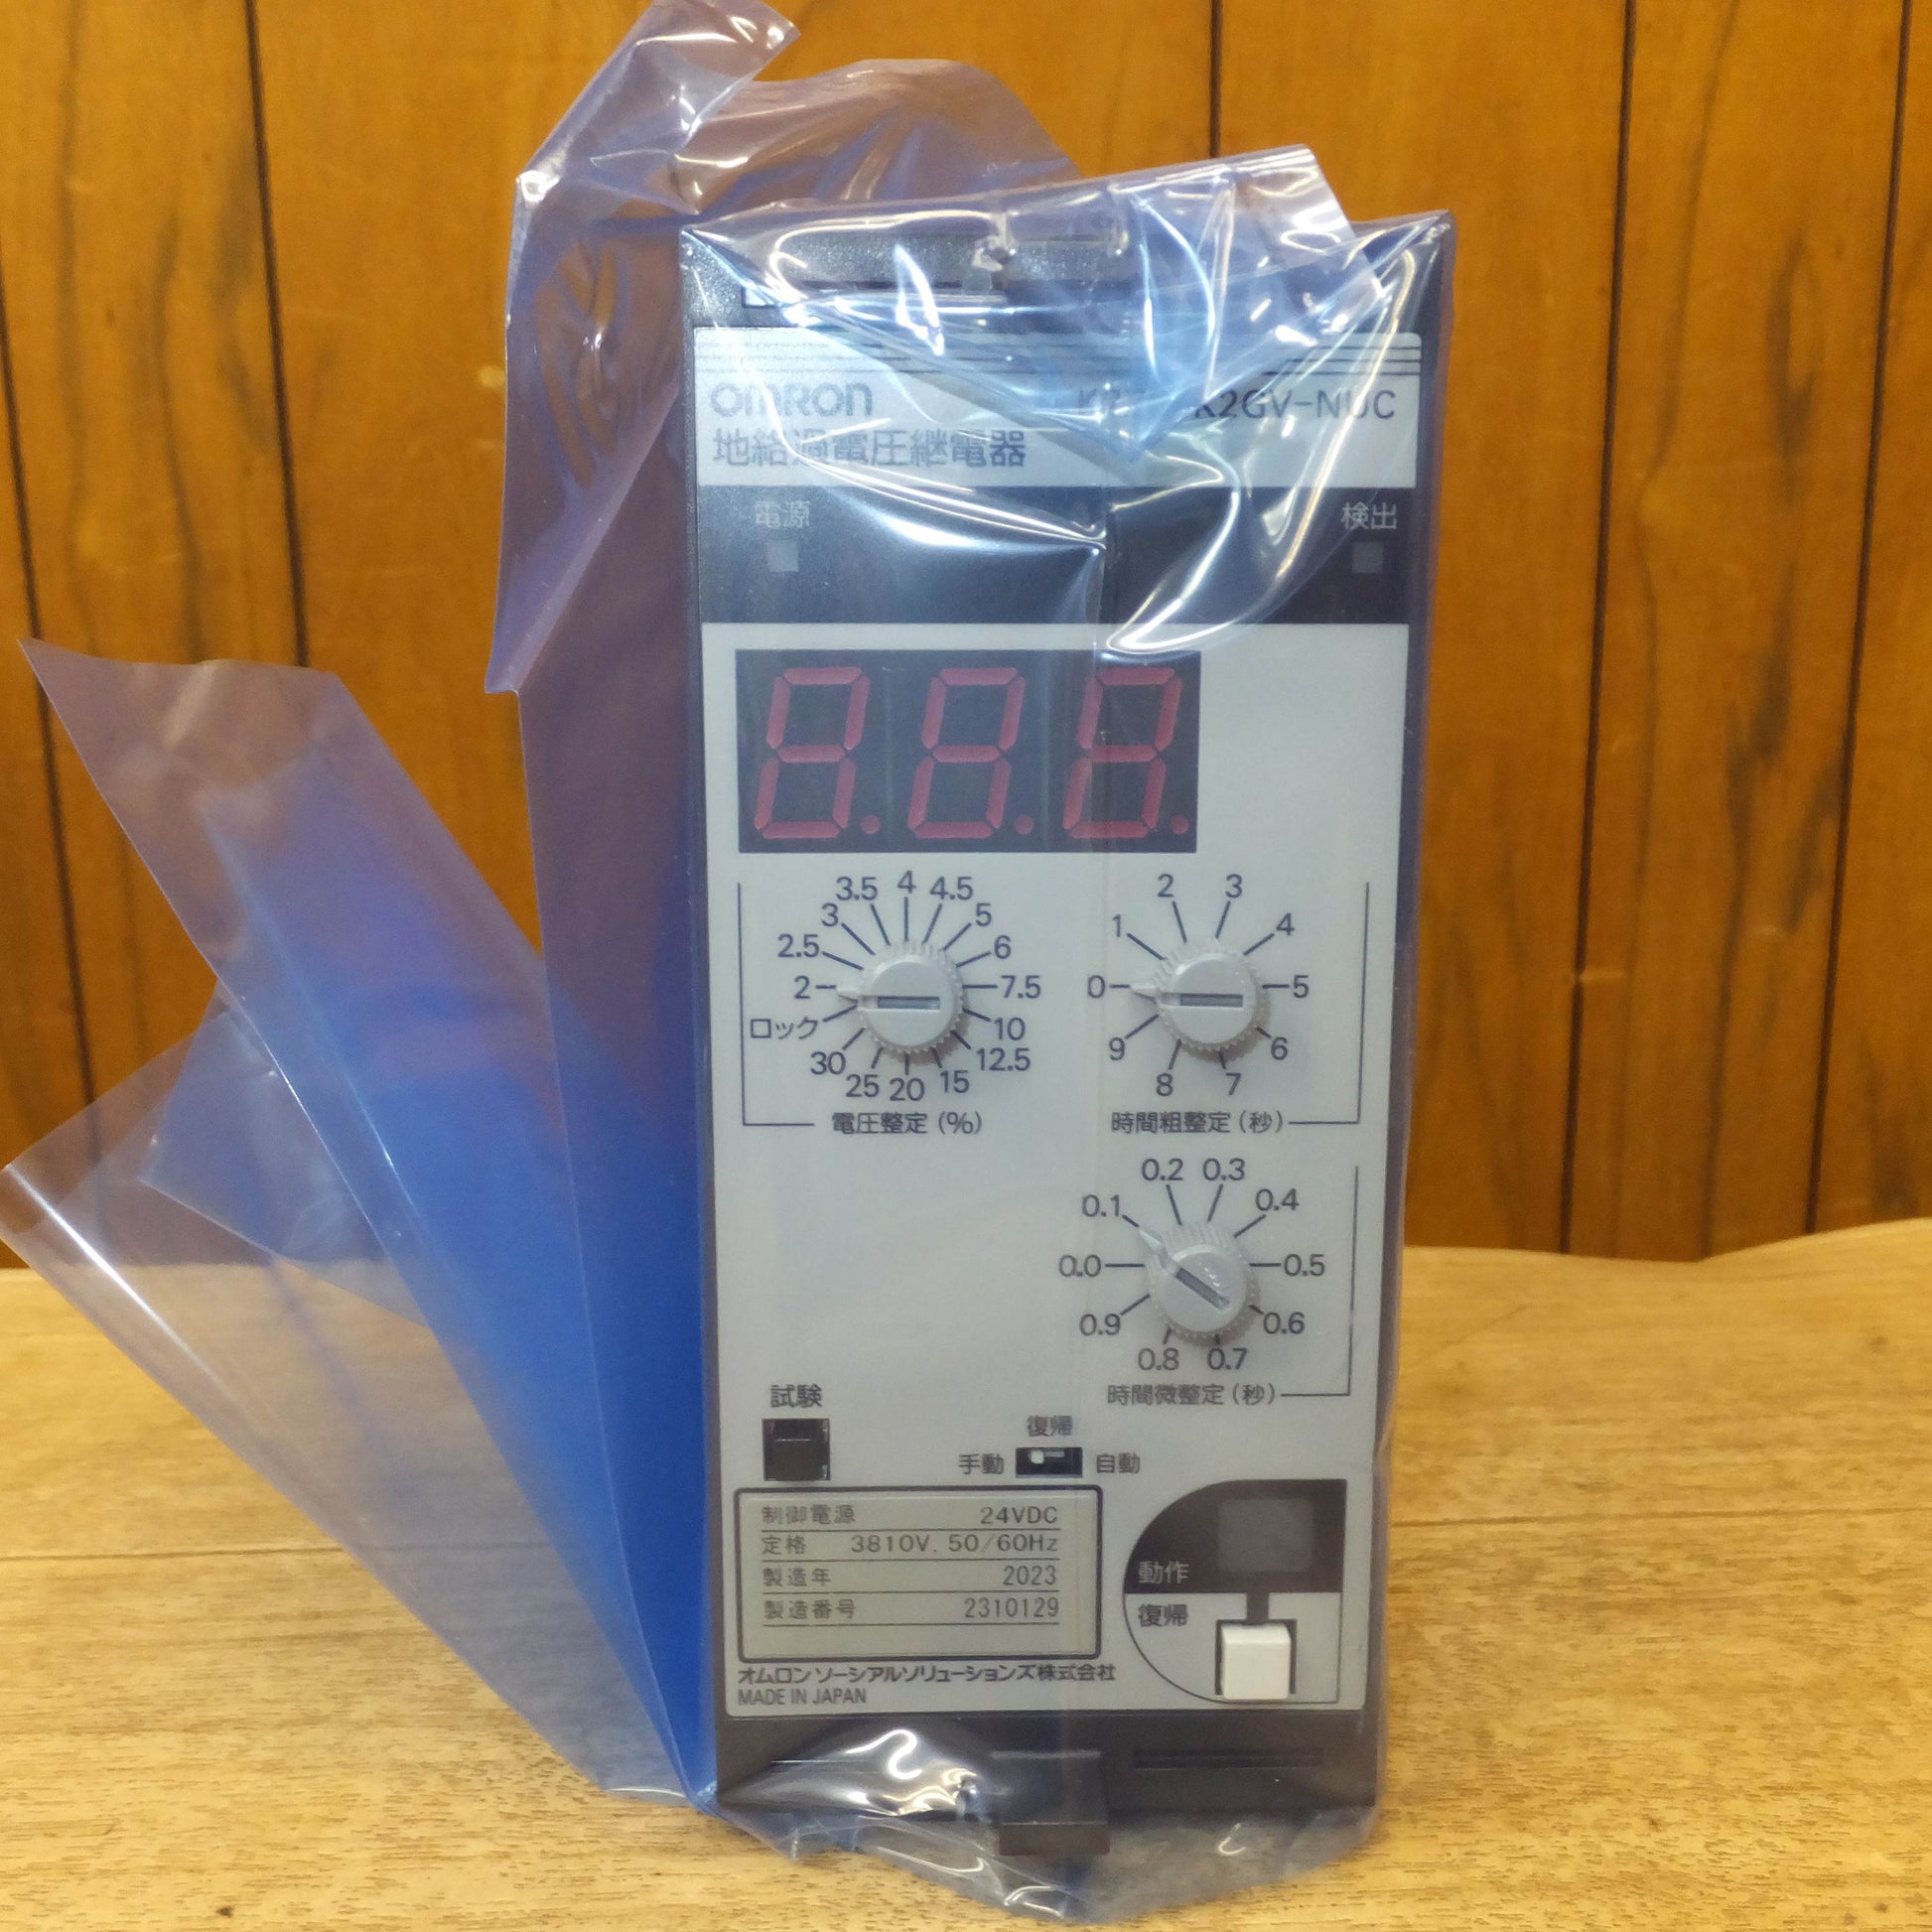 OMRON K2GV-NUC
地絡過電圧継電器
電源 検出
8.8.8.
2 2.5 3 3.5 4 4.5 5 6 7.5 10 12.5 15 20 25 30 ロック
電圧整定(%)
0 1 2 3 4 5 6 7 8 9
時間粗整定(秒)
0.0 0.1 0.2 0.3 0.4 0.5 0.6 0.7 0.8 0.9
時間微整定(秒)
試験
復帰
手動 自動
制御電源 24VDC
定格 3810V. 50/60Hz
製造年 2023
製造番号 2310129
動作
復帰
オムロン ソーシアルソリューションズ株式会社
MADE IN JAPAN